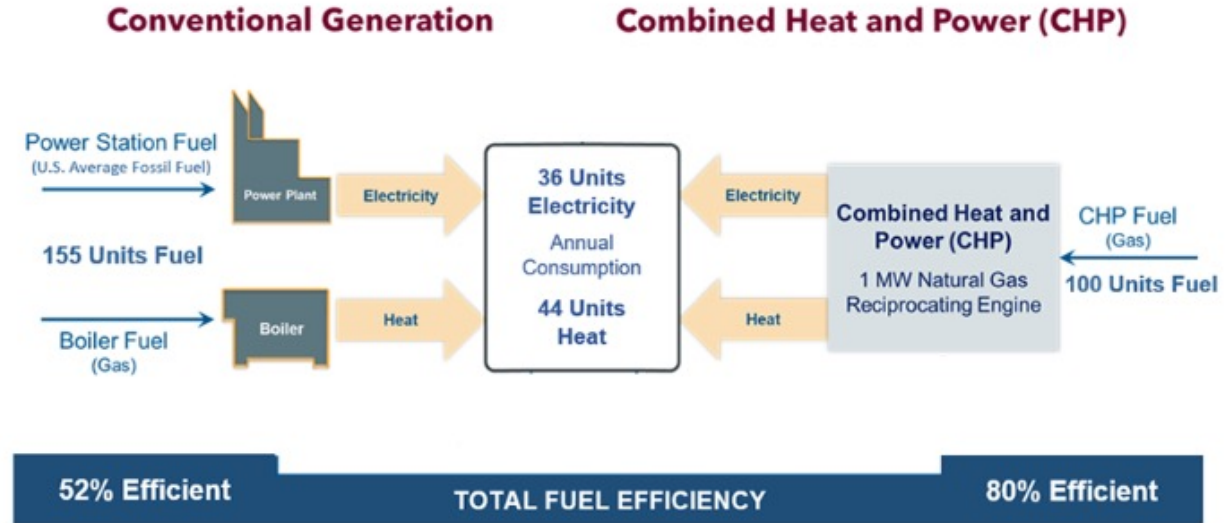 Conventional Generation
Combined Heat and Power (CHP)
Power Station Fuel
(U.S. Average Fossil Fuel)
Power Plant
Electricity
155 Units Fuel
Boiler Fuel
(Gas)
Boiler
Heat
36 Units
Electricity
Annual
Consumption
44 Units
Heat
Electricity
Heat
Combined Heat and
Power (CHP)
1 MW Natural Gas
Reciprocating Engine
CHP Fuel
(Gas)
100 Units Fuel
52% Efficient
TOTAL FUEL EFFICIENCY
80% Efficient